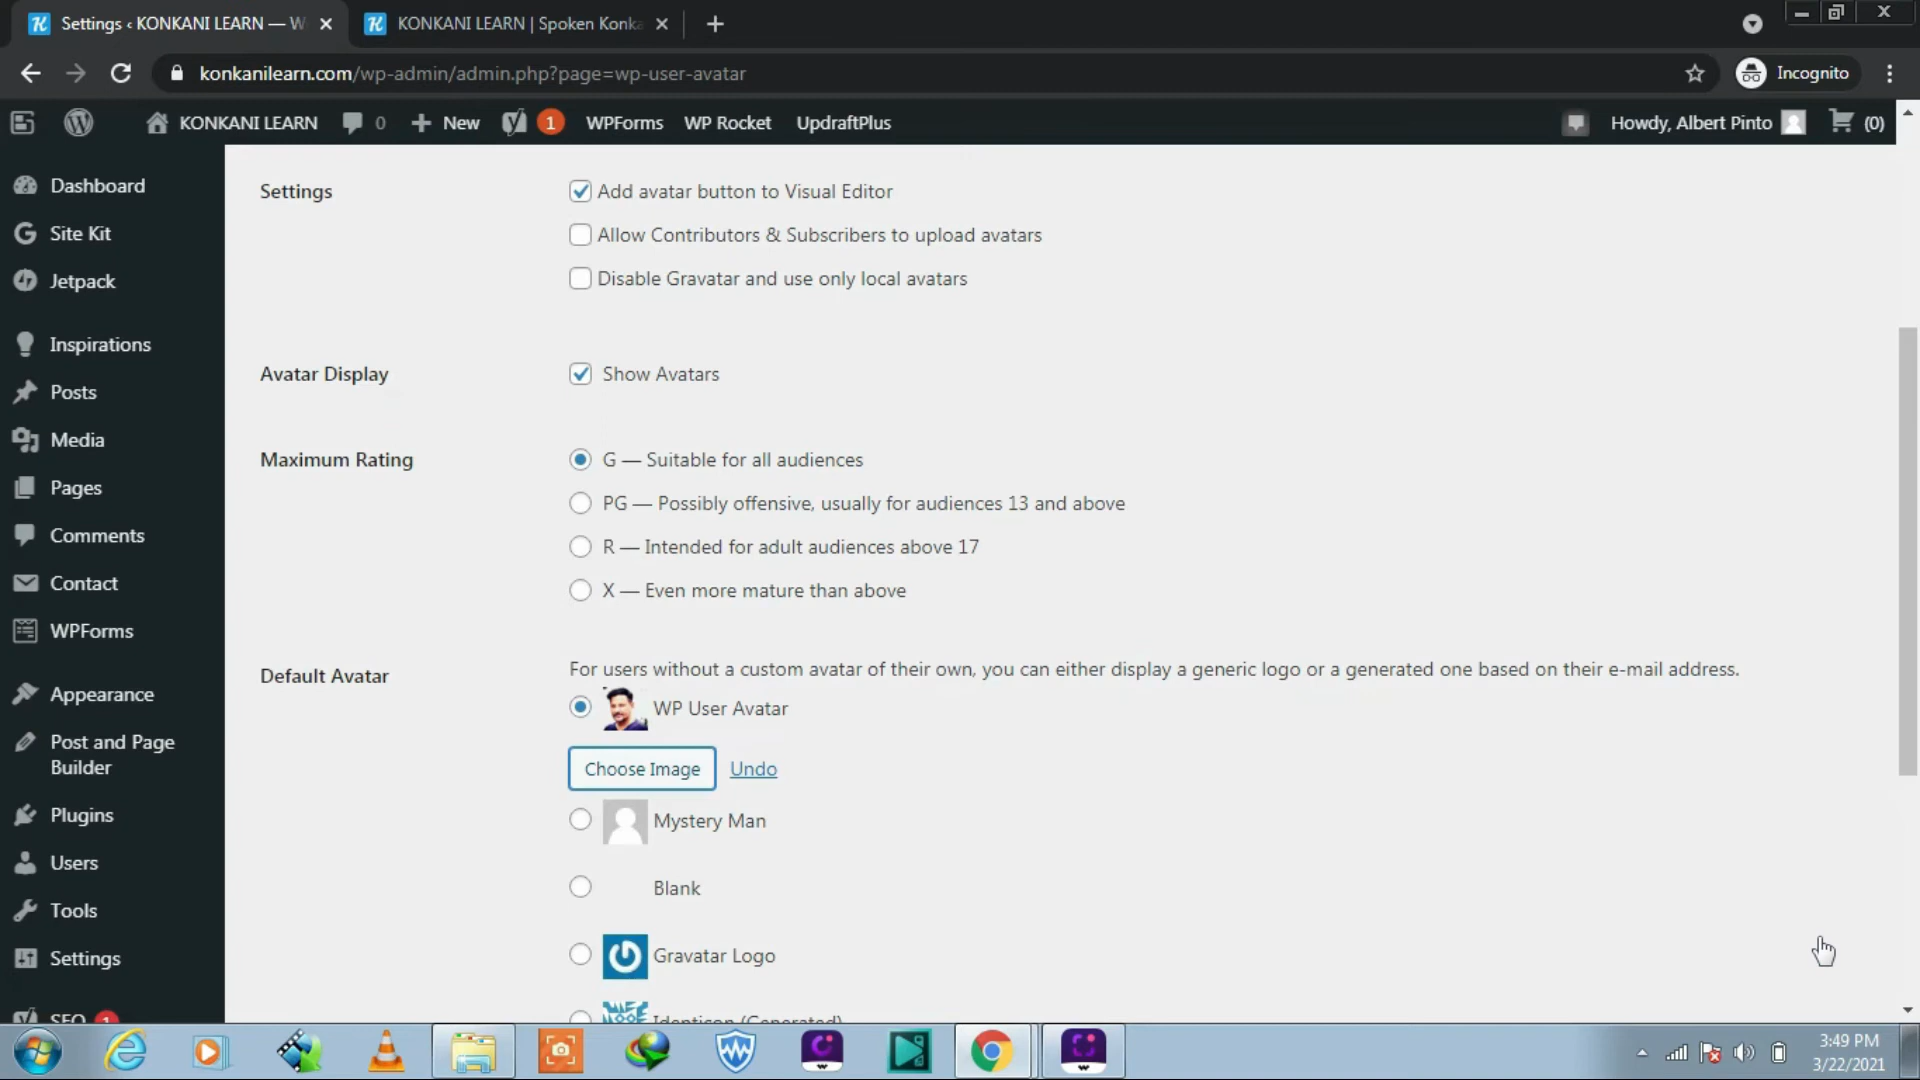 Settings ‹ KONKANI LEARN — W
KONKANI LEARN | Spoken Konka
konkanilearn.com/wp-admin/admin.php?page=wp-user-avatar
Incognito
KONKANI LEARN
0
New
1
WPForms
WP Rocket
UpdraftPlus
Howdy, Albert Pinto
(0)
Dashboard
Site Kit
Jetpack
Inspirations
Posts
Media
Pages
Comments
Contact
WPForms
Appearance
Post and Page
Builder
Plugins
Users
Tools
Settings
SEO 1
Settings
Add avatar button to Visual Editor
Allow Contributors & Subscribers to upload avatars
Disable Gravatar and use only local avatars
Avatar Display
Show Avatars
Maximum Rating
G — Suitable for all audiences
PG — Possibly offensive, usually for audiences 13 and above
R — Intended for adult audiences above 17
X — Even more mature than above
Default Avatar
For users without a custom avatar of their own, you can either display a generic logo or a generated one based on their e-mail address.
WP User Avatar
Choose Image
Undo
Mystery Man
Blank
Gravatar Logo
Identicon (Generated)
3:49 PM
3/22/2021